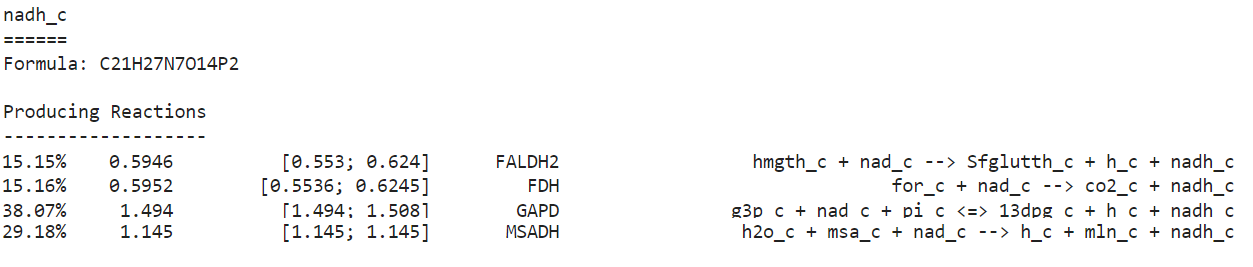 nadh_c
======
Formula: C21H27N7O14P2
Producing Reactions
-------------------
15.15% 0.5946 [0.553; 0.624] FALDH2 hmgth_c + nad_c --> Sfglutth_c + h_c + nadh_c
15.16% 0.5952 [0.5536; 0.6245] FDH for_c + nad_c --> co2_c + nadh_c
38.07% 1.494 [1.494; 1.508] GAPD g3p_c + nad_c + pi_c <=> 13dpg_c + h_c + nadh_c
29.18% 1.145 [1.145; 1.145] MSADH h2o_c + msa_c + nad_c --> h_c + mln_c + nadh_c